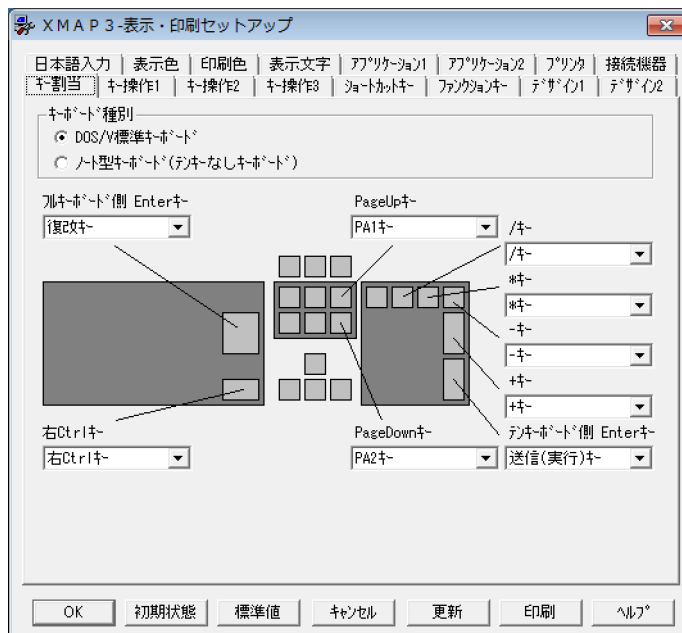 XMAP3-表示・印刷セットアップ
日本語入力 表示色 印刷色 表示文字 ｱﾌﾟﾘｹｰｼｮﾝ1 ｱﾌﾟﾘｹｰｼｮﾝ2 ﾌﾟﾘﾝﾀ 接続機器
ｷｰ割当 ｷｰ操作1 ｷｰ操作2 ｷｰ操作3 ｼｮｰﾄｶｯﾄｷｰ ﾌｧﾝｸｼｮﾝｷｰ ﾃﾞｻﾞｲﾝ1 ﾃﾞｻﾞｲﾝ2
ｷｰﾎﾞｰﾄﾞ種別
DOS/V標準ｷｰﾎﾞｰﾄﾞ
ﾉｰﾄ型ｷｰﾎﾞｰﾄﾞ(ﾃﾝｷｰなしｷｰﾎﾞｰﾄﾞ)
ﾌﾙｷｰﾎﾞｰﾄﾞ側 Enterｷｰ
復改ｷｰ
PageUpｷｰ
PA1ｷｰ
/ｷｰ
/ｷｰ
*ｷｰ
*ｷｰ
-ｷｰ
-ｷｰ
+ｷｰ
+ｷｰ
右Ctrlｷｰ
右Ctrlｷｰ
PageDownｷｰ
PA2ｷｰ
ﾃﾝｷｰﾎﾞｰﾄﾞ側 Enterｷｰ
送信(実行)ｷｰ
OK 初期状態 標準値 ｷｬﾝｾﾙ 更新 印刷 ﾍﾙﾌﾟ